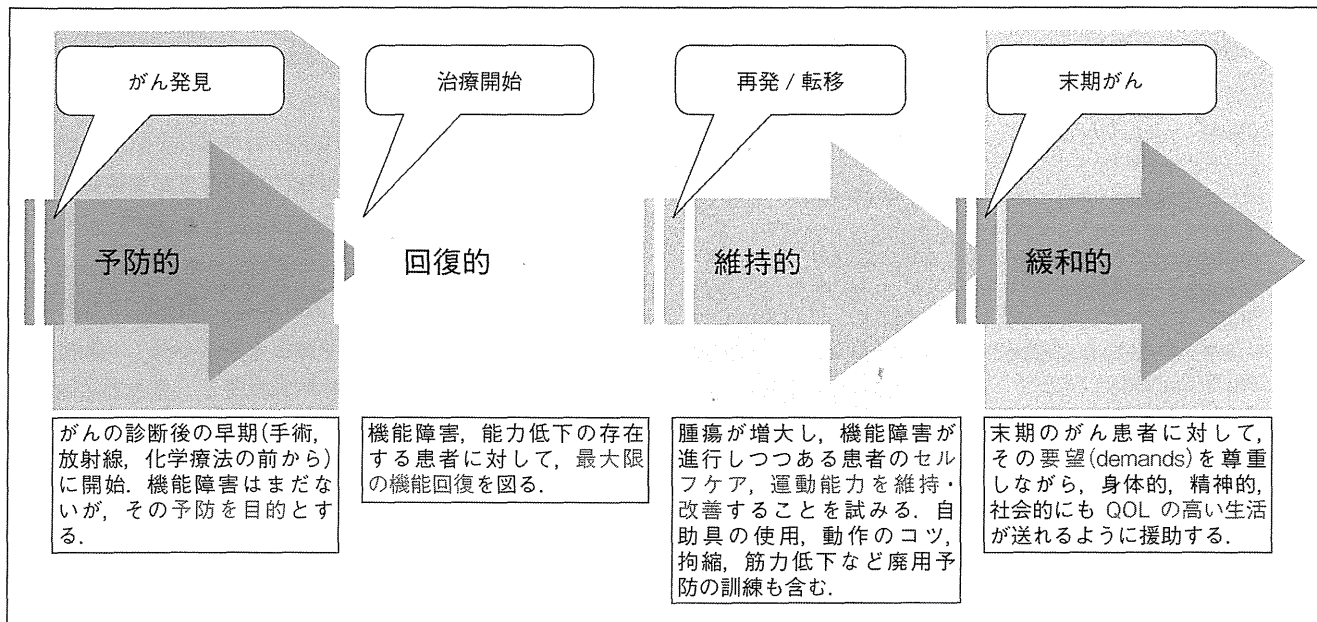 がん発見
治療開始
再発 / 転移
末期がん
予防的
回復的
維持的
緩和的
がんの診断後の早期(手術,
放射線, 化学療法の前から)
に開始. 機能障害はまだな
いが, その予防を目的とす
る.
機能障害, 能力低下の存在
する患者に対して, 最大限
の機能回復を図る.
腫瘍が増大し, 機能障害が
進行しつつある患者のセル
フケア, 運動能力を維持・
改善することを試みる. 自
助具の使用, 動作のコツ,
拘縮, 筋力低下など廃用予
防の訓練も含む.
末期のがん患者に対して,
その要望(demands)を尊重
しながら, 身体的, 精神的,
社会的にも QOL の高い生活
が送れるように援助する.